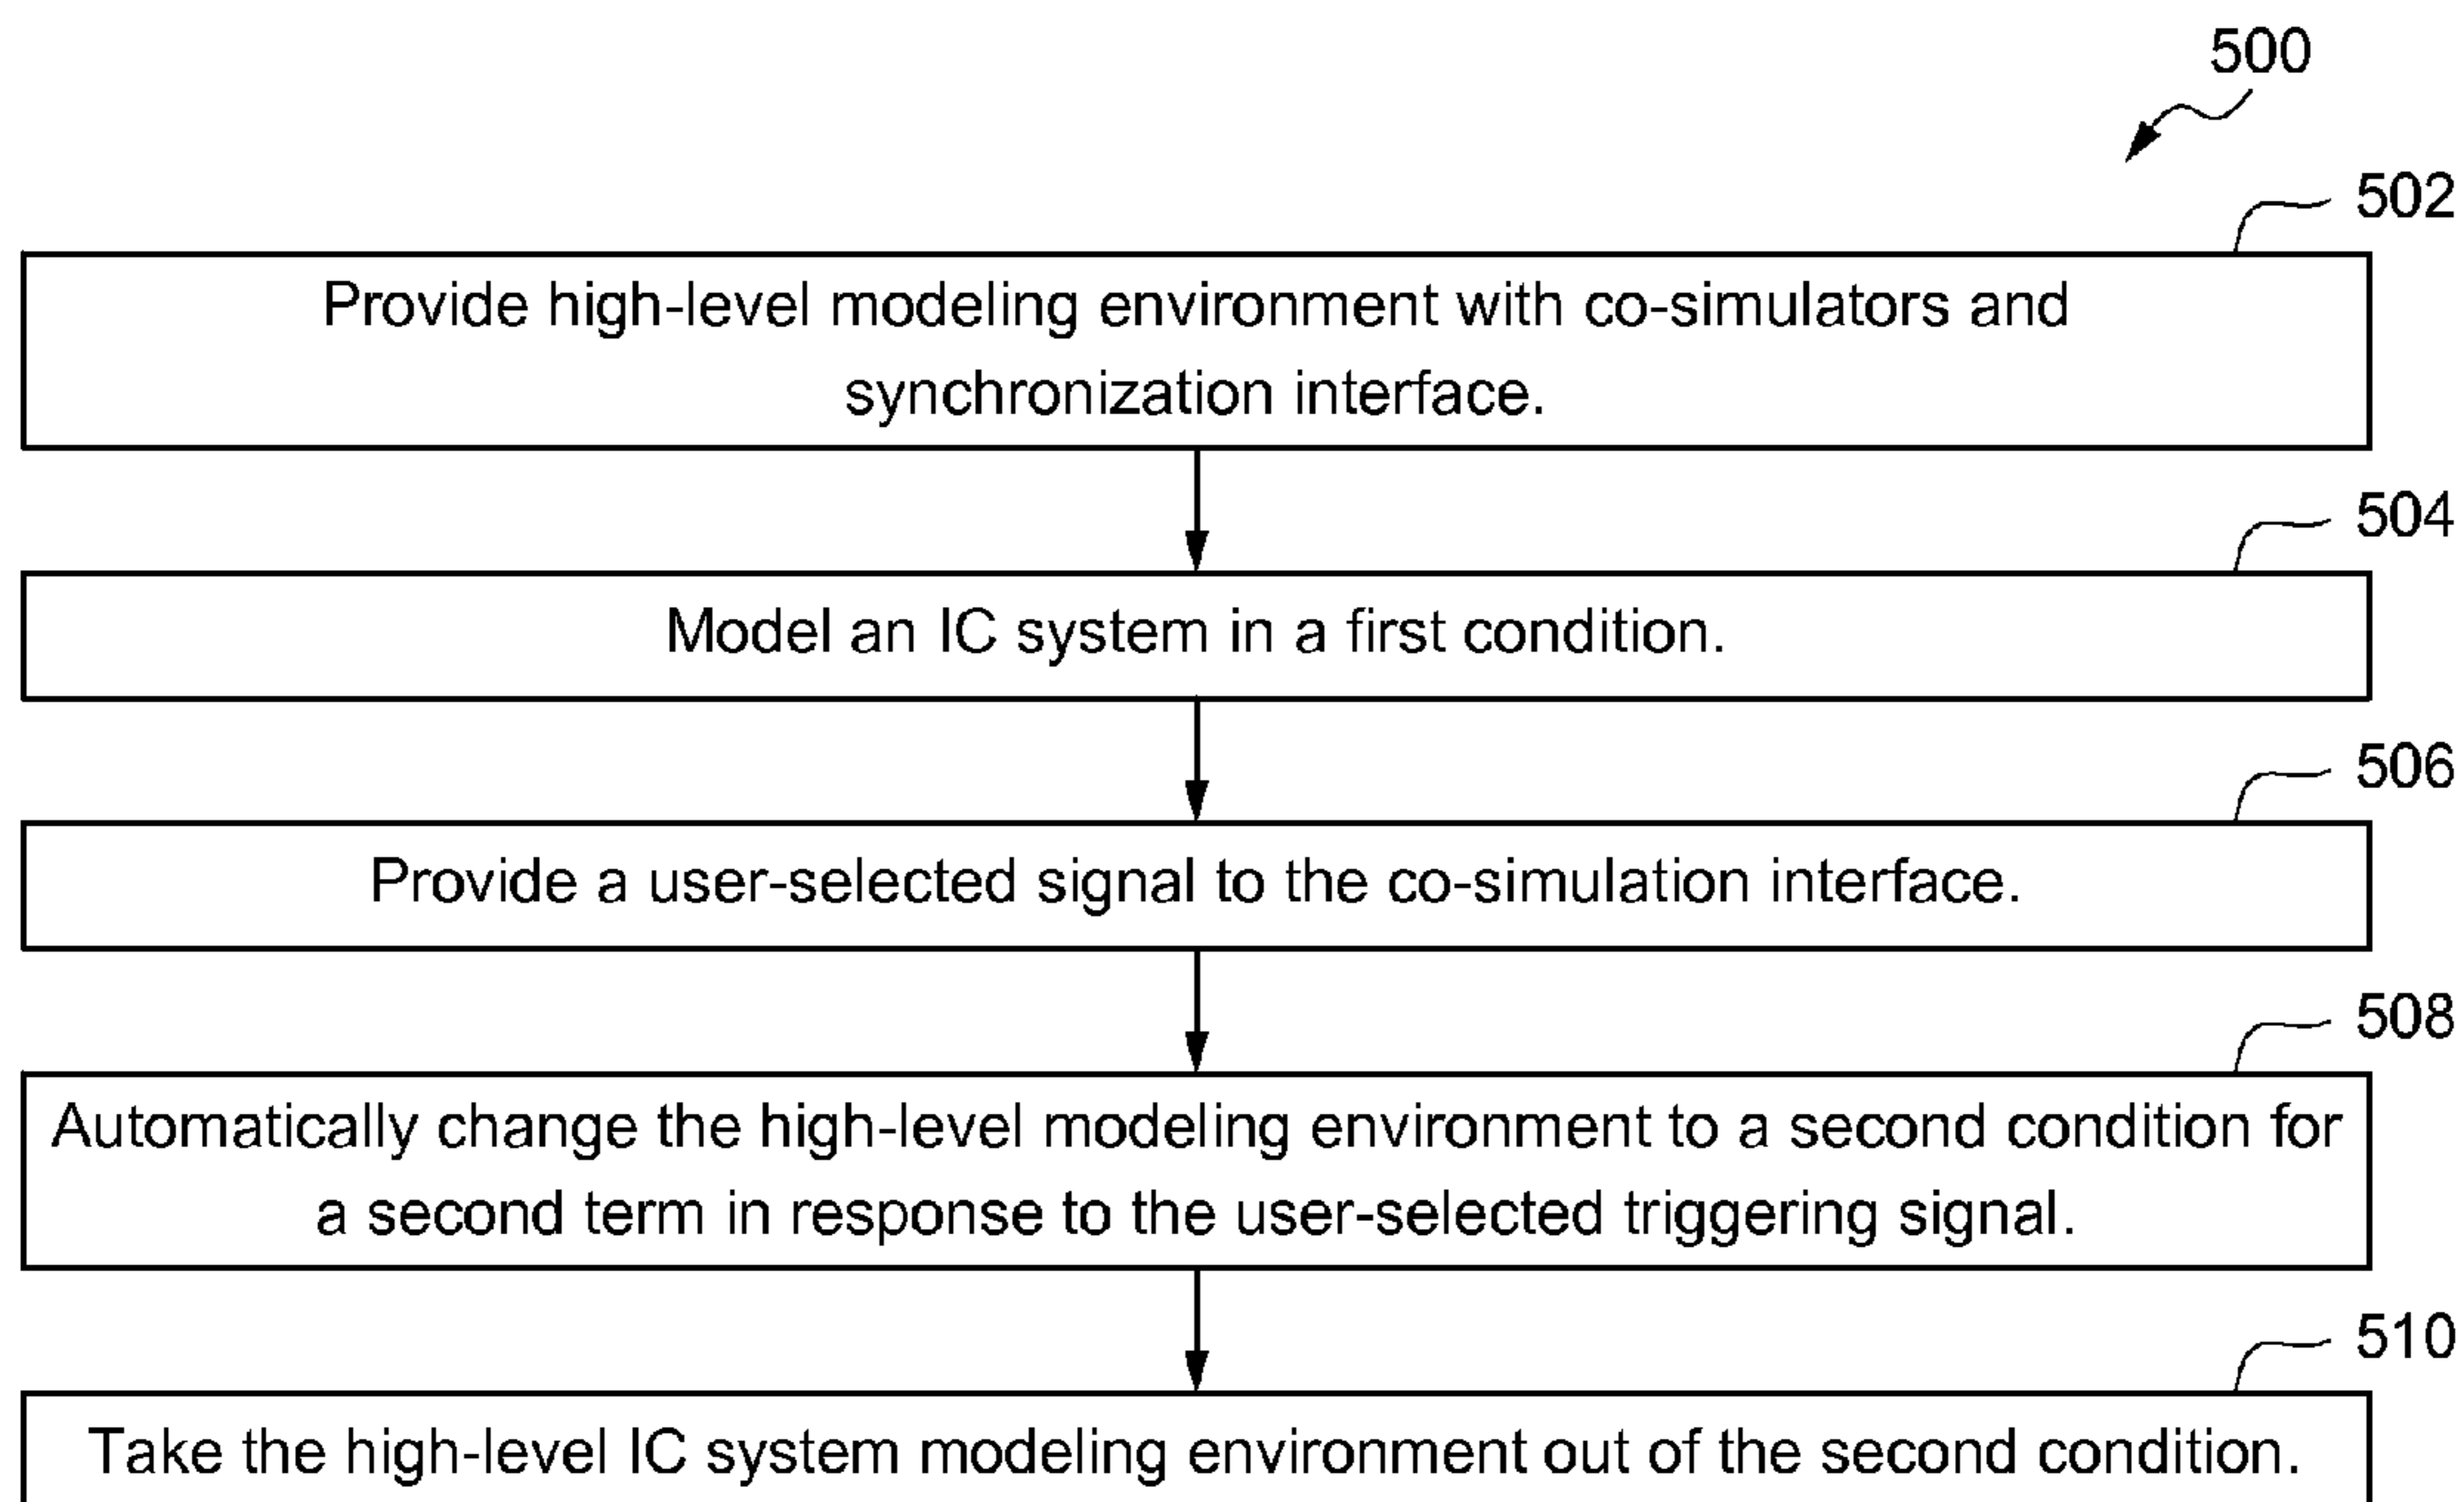 500
502
Provide high-level modeling environment with co-simulators and
synchronization interface.
504
Model an IC system in a first condition.
506
Provide a user-selected signal to the co-simulation interface.
508
Automatically change the high-level modeling environment to a second condition for
a second term in response to the user-selected triggering signal.
510
Take the high-level IC system modeling environment out of the second condition.